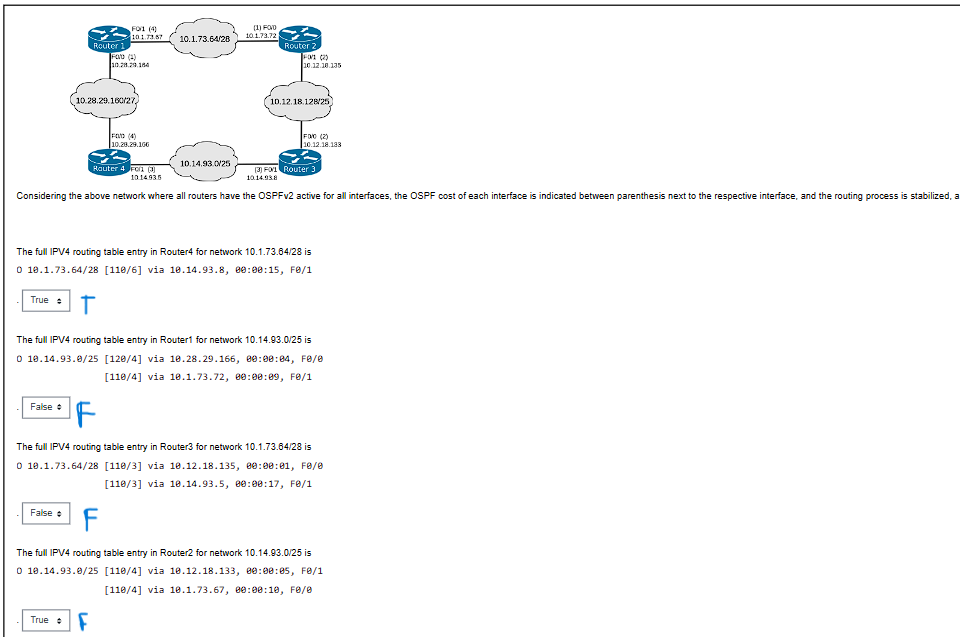 F0/1 (4)
10.1.73.67
10.1.73.64/28
(1) F0/0
10.1.73.72
Router 1
Router 2
F0/0 (1)
10.28.29.164
F0/1 (2)
10.12.18.135
10.28.29.160/27
10.12.18.128/25
F0/0 (4)
10.28.29.166
F0/0 (2)
10.12.18.133
Router 4
F0/1 (3)
10.14.93.5
10.14.93.0/25
(3) F0/1
10.14.93.8
Router 3
Considering the above network where all routers have the OSPFv2 active for all interfaces, the OSPF cost of each interface is indicated between parenthesis next to the respective interface, and the routing process is stabilized, a
The full IPV4 routing table entry in Router4 for network 10.1.73.64/28 is
O 10.1.73.64/28 [110/6] via 10.14.93.8, 00:00:15, F0/1
. True T
The full IPV4 routing table entry in Router1 for network 10.14.93.0/25 is
O 10.14.93.0/25 [120/4] via 10.28.29.166, 00:00:04, F0/0
[110/4] via 10.1.73.72, 00:00:09, F0/1
. False F
The full IPV4 routing table entry in Router3 for network 10.1.73.64/28 is
O 10.1.73.64/28 [110/3] via 10.12.18.135, 00:00:01, F0/0
[110/3] via 10.14.93.5, 00:00:17, F0/1
. False F
The full IPV4 routing table entry in Router2 for network 10.14.93.0/25 is
O 10.14.93.0/25 [110/4] via 10.12.18.133, 00:00:05, F0/1
[110/4] via 10.1.73.67, 00:00:10, F0/0
. True F